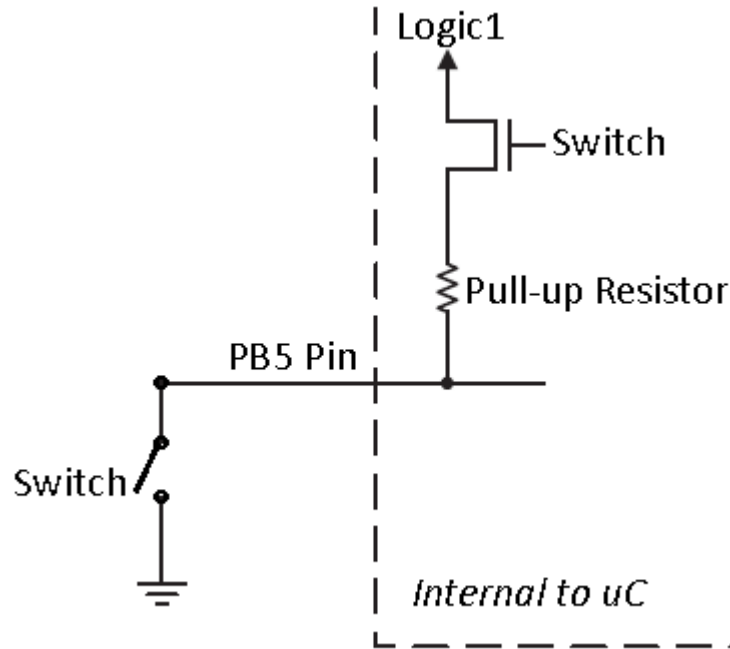 Logic1
Switch
Pull-up Resistor
PB5 Pin
Switch
Internal to uC